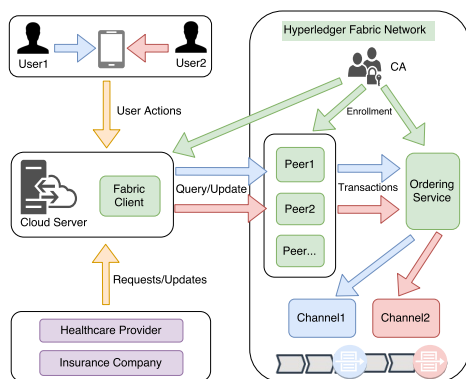 User1
User2
User Actions
Cloud Server
Fabric
Client
Query/Update
Requests/Updates
Healthcare Provider
Insurance Company
Hyperledger Fabric Network
CA
Enrollment
Peer1
Peer2
Peer...
Transactions
Ordering
Service
Channel1
Channel2